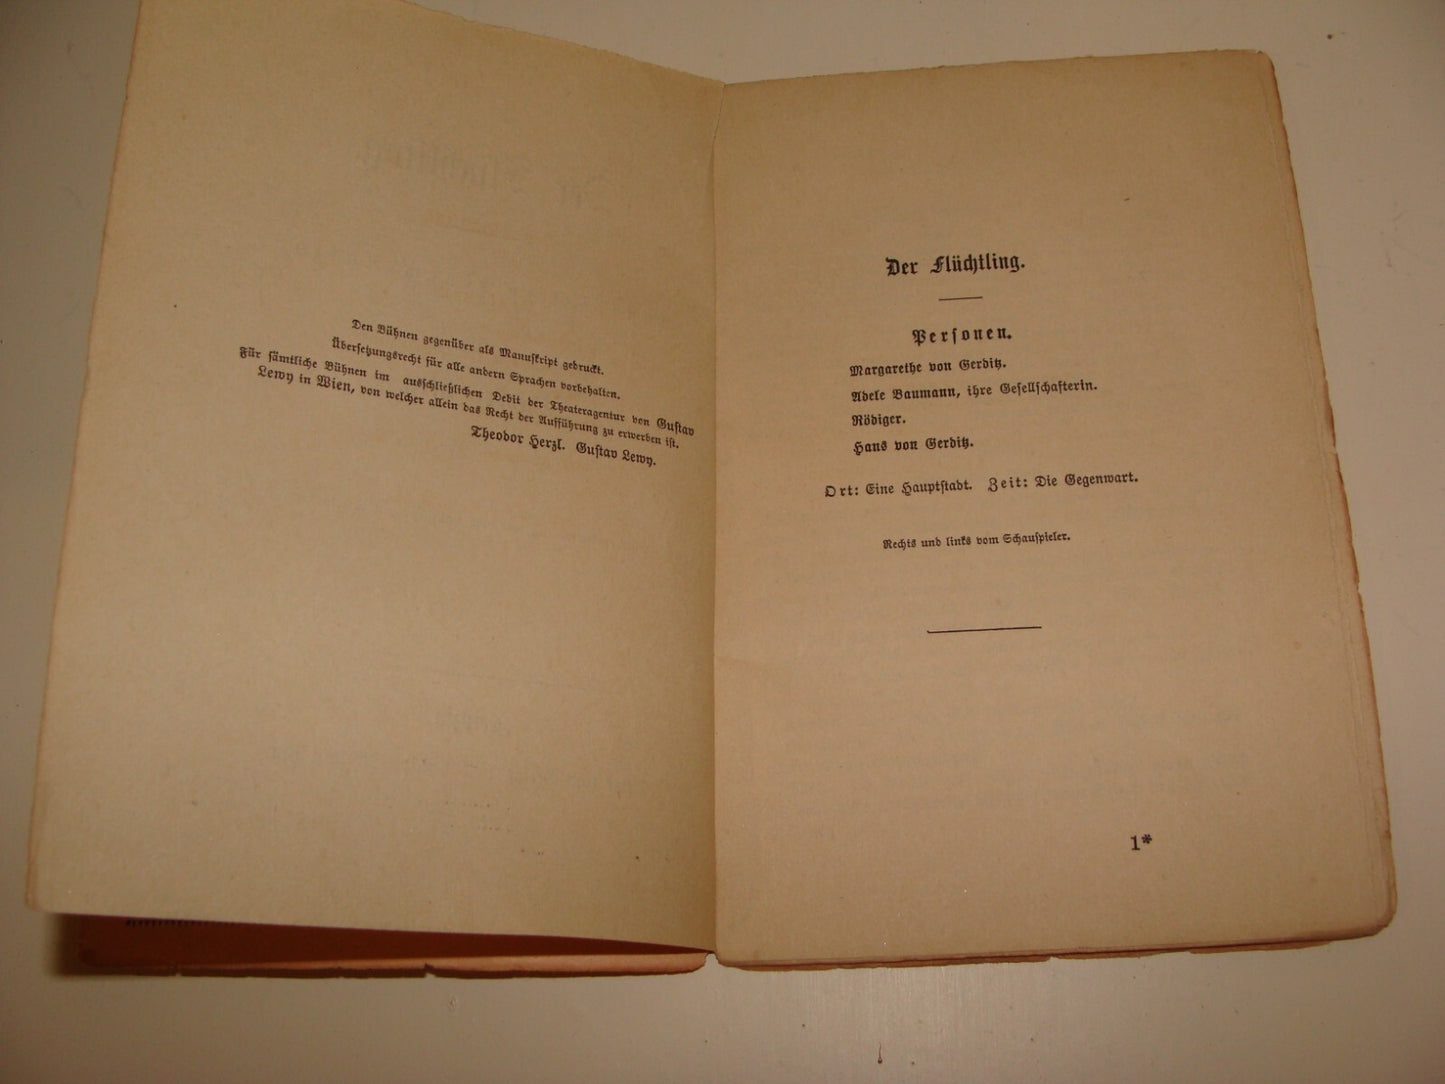 Den Bühnen gegenüber als Manuskript gedruckt.
Übersetzungsrecht für alle andern Sprachen vorbehalten.
Für sämtliche Bühnen im ausschließlichen Debit der Theateragentur von Gustav
Lewy in Wien, von welcher allein das Recht der Aufführung zu erwerben ist.
Theodor Herzl. Gustav Lewy.
Der Flüchtling.
Personen.
Margarethe von Gerditz.
Adele Baumann, ihre Gesellschafterin.
Rödiger.
Hans von Gerditz.
Ort: Eine Hauptstadt. Zeit: Die Gegenwart.
Rechts und links vom Schauspieler.
1*